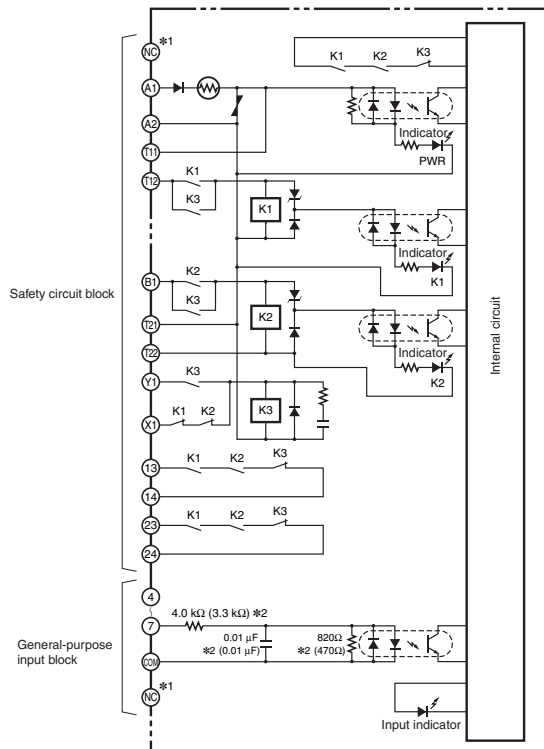 NC *1
K1 K2 K3
A1
A2
Indicator
PWR
T11
T12 K1
K3
K1
Indicator
K1
Safety circuit block
B1 K2
K3
K2
T21
T22
Indicator
K2
Internal circuit
Y1 K3
K3
X1 K1 K2
13 K1 K2 K3
14
23 K1 K2 K3
24
4
7 4.0 kΩ (3.3 kΩ) *2
General-purpose
input block
0.01 µF
*2 (0.01 µF)
820Ω
*2 (470Ω)
COM
NC *1
Input indicator